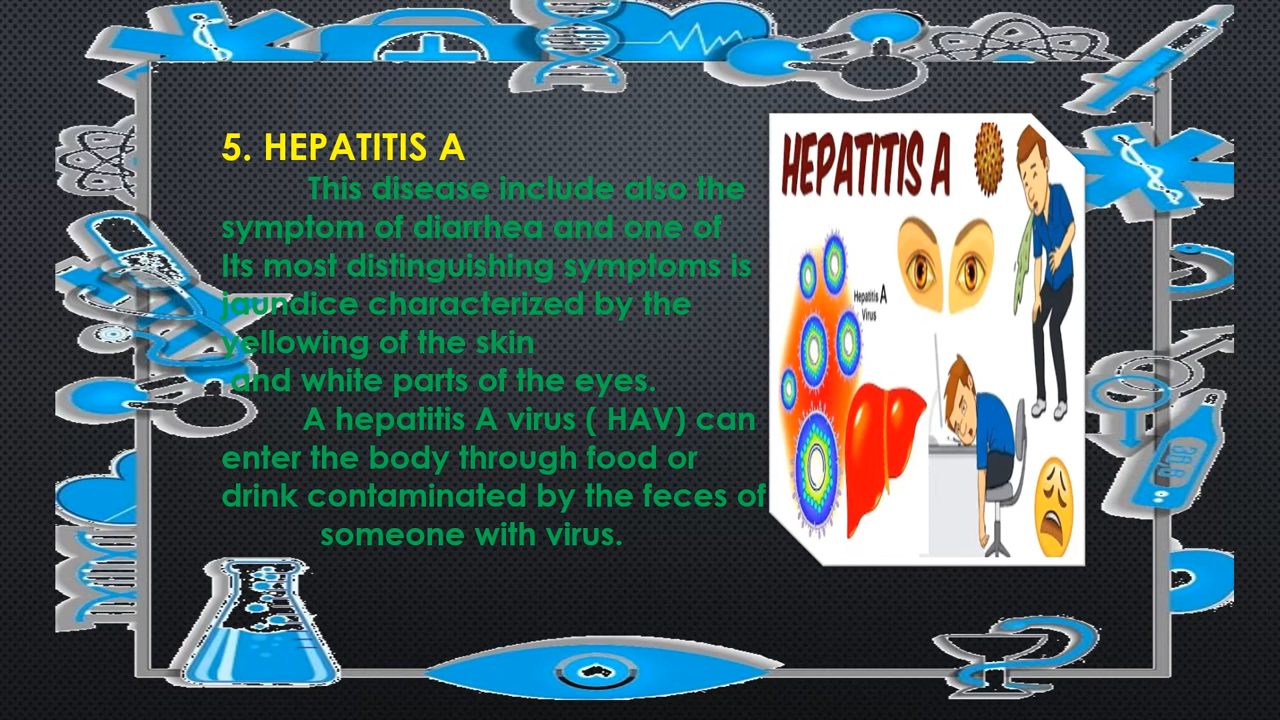 5. HEPATITIS A
This disease include also the
symptom of diarrhea and one of
Its most distinguishing symptoms is
jaundice characterized by the
yellowing of the skin
and white parts of the eyes.
A hepatitis A virus ( HAV) can
enter the body through food or
drink contaminated by the feces of
someone with virus.
HEPATITIS A
Hepatitis A
Virus